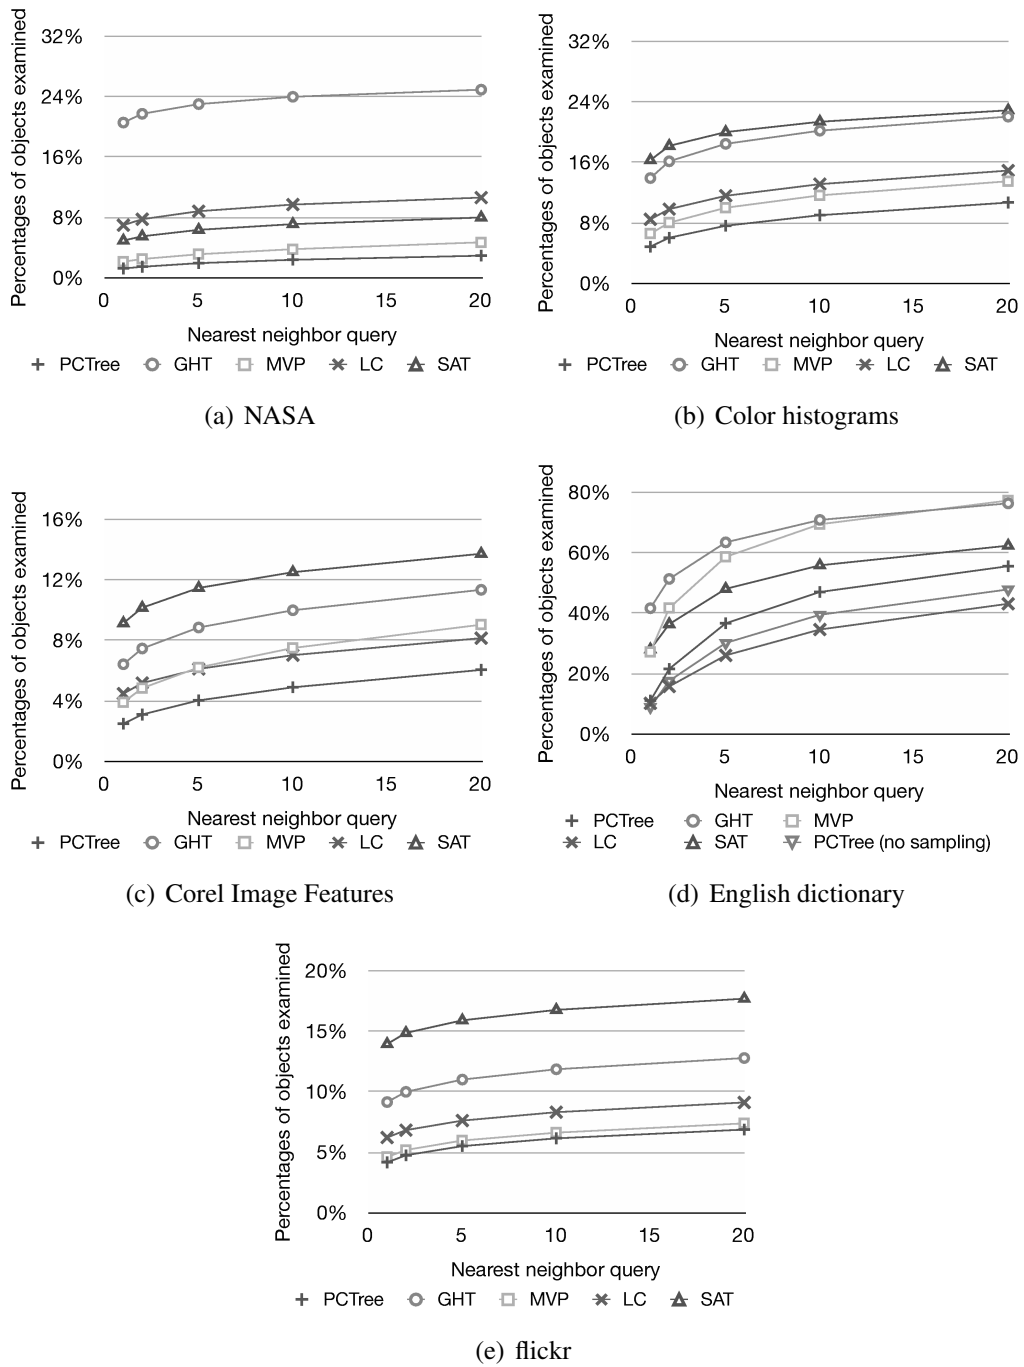 Percentages of objects examined
32%
24%
16%
8%
0%
0 5 10 15 20
Nearest neighbor query
PCTree GHT MVP LC SAT
(a) NASA
Percentages of objects examined
32%
24%
16%
8%
0%
0 5 10 15 20
Nearest neighbor query
PCTree GHT MVP LC SAT
(b) Color histograms
Percentages of objects examined
16%
12%
8%
4%
0%
0 5 10 15 20
Nearest neighbor query
PCTree GHT MVP LC SAT
(c) Corel Image Features
Percentages of objects examined
80%
60%
40%
20%
0%
0 5 10 15 20
Nearest neighbor query
PCTree GHT MVP
LC SAT PCTree (no sampling)
(d) English dictionary
Percentages of objects examined
20%
15%
10%
5%
0%
0 5 10 15 20
Nearest neighbor query
PCTree GHT MVP LC SAT
(e) flickr